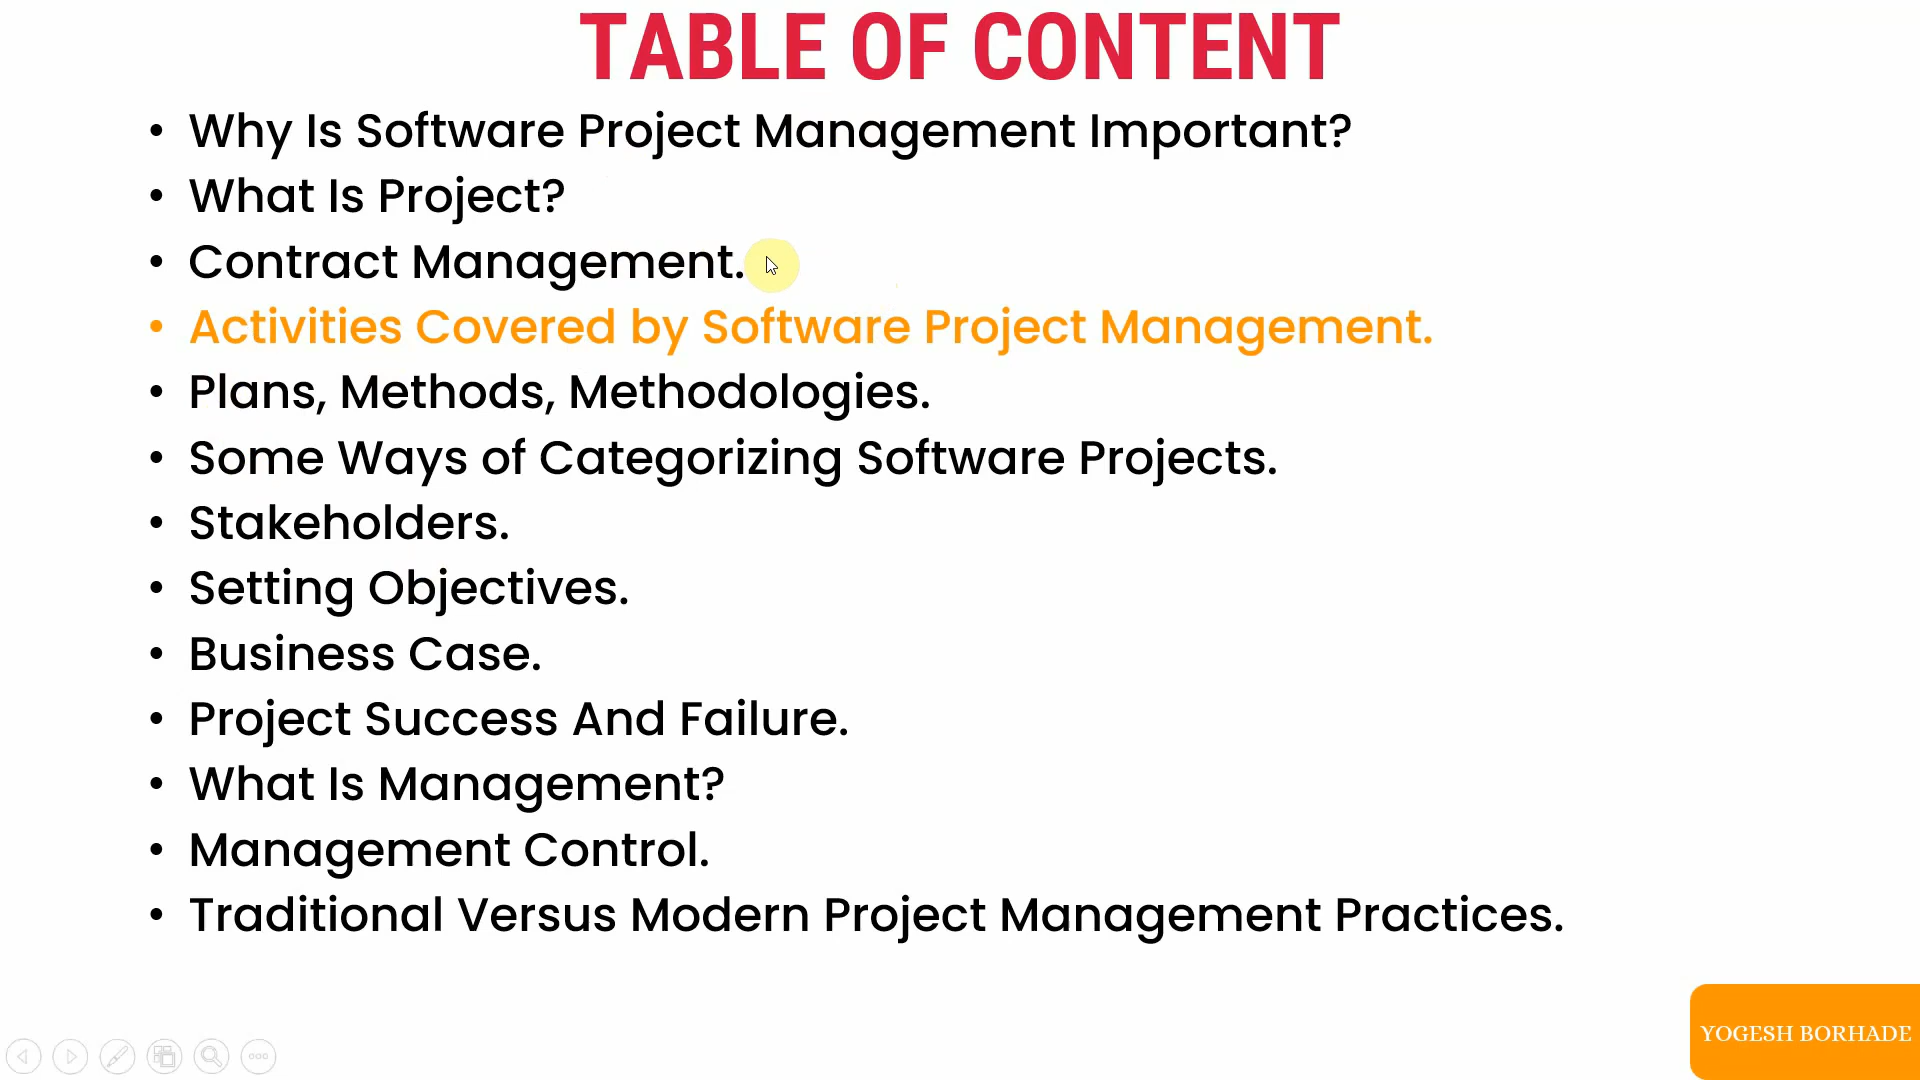 TABLE OF CONTENT
• Why Is Software Project Management Important?
• What Is Project?
• Contract Management.
• Activities Covered by Software Project Management.
• Plans, Methods, Methodologies.
• Some Ways of Categorizing Software Projects.
• Stakeholders.
• Setting Objectives.
• Business Case.
• Project Success And Failure.
• What Is Management?
• Management Control.
• Traditional Versus Modern Project Management Practices.
YOGESH BORHADE